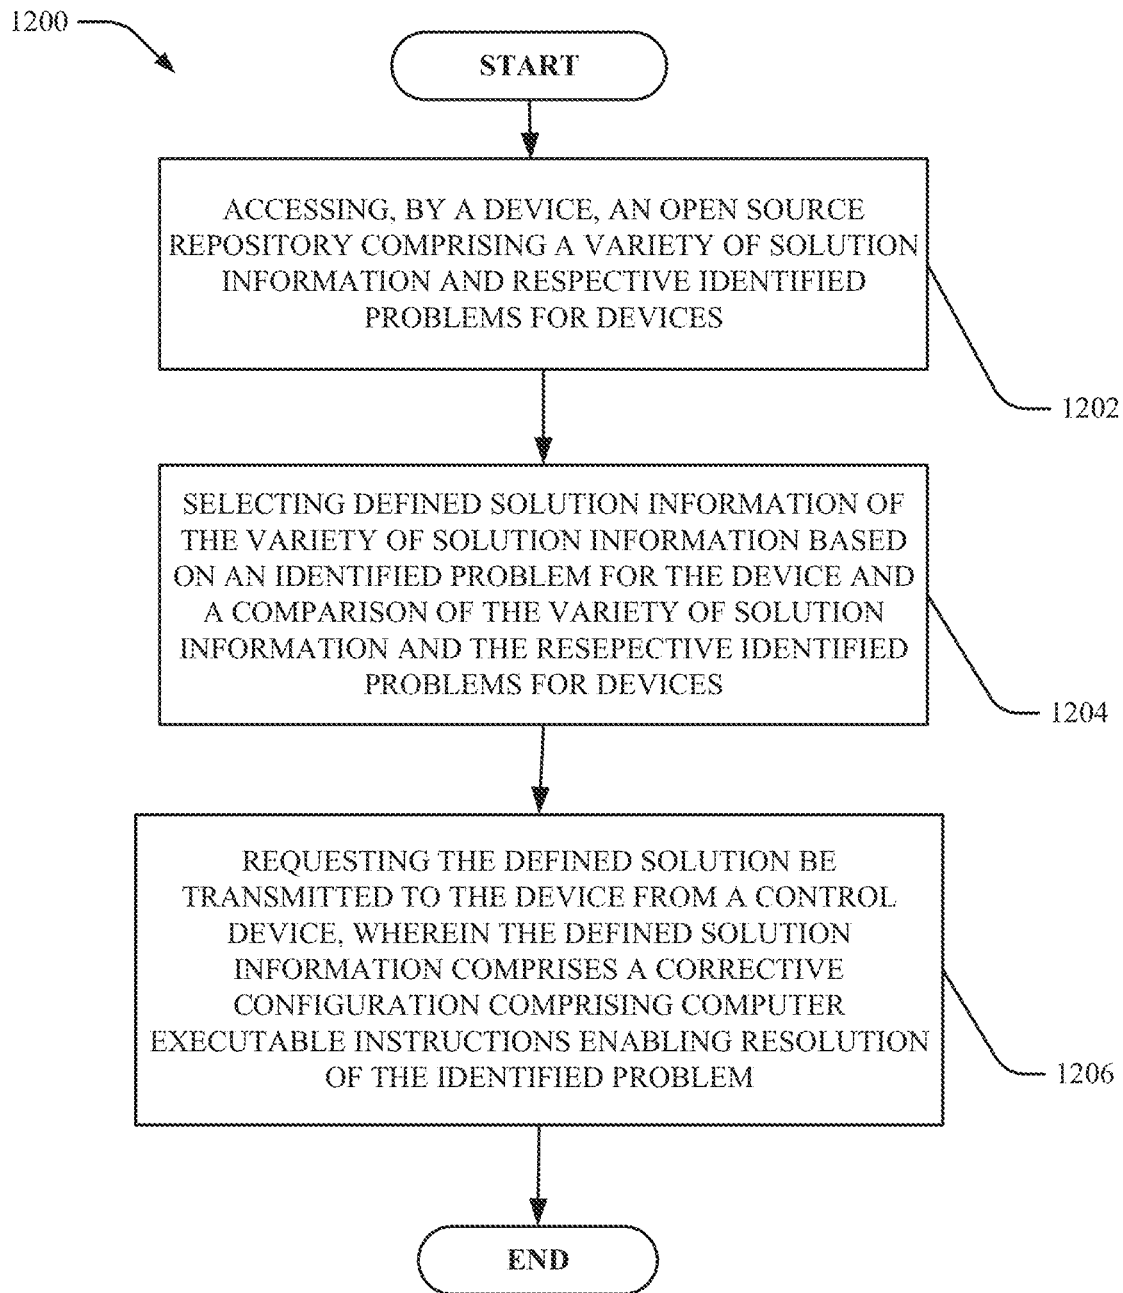 1200
START
ACCESSING, BY A DEVICE, AN OPEN SOURCE
REPOSITORY COMPRISING A VARIETY OF SOLUTION
INFORMATION AND RESPECTIVE IDENTIFIED
PROBLEMS FOR DEVICES
1202
SELECTING DEFINED SOLUTION INFORMATION OF
THE VARIETY OF SOLUTION INFORMATION BASED
ON AN IDENTIFIED PROBLEM FOR THE DEVICE AND
A COMPARISON OF THE VARIETY OF SOLUTION
INFORMATION AND THE RESEPECTIVE IDENTIFIED
PROBLEMS FOR DEVICES
1204
REQUESTING THE DEFINED SOLUTION BE
TRANSMITTED TO THE DEVICE FROM A CONTROL
DEVICE, WHEREIN THE DEFINED SOLUTION
INFORMATION COMPRISES A CORRECTIVE
CONFIGURATION COMPRISING COMPUTER
EXECUTABLE INSTRUCTIONS ENABLING RESOLUTION
OF THE IDENTIFIED PROBLEM
1206
END